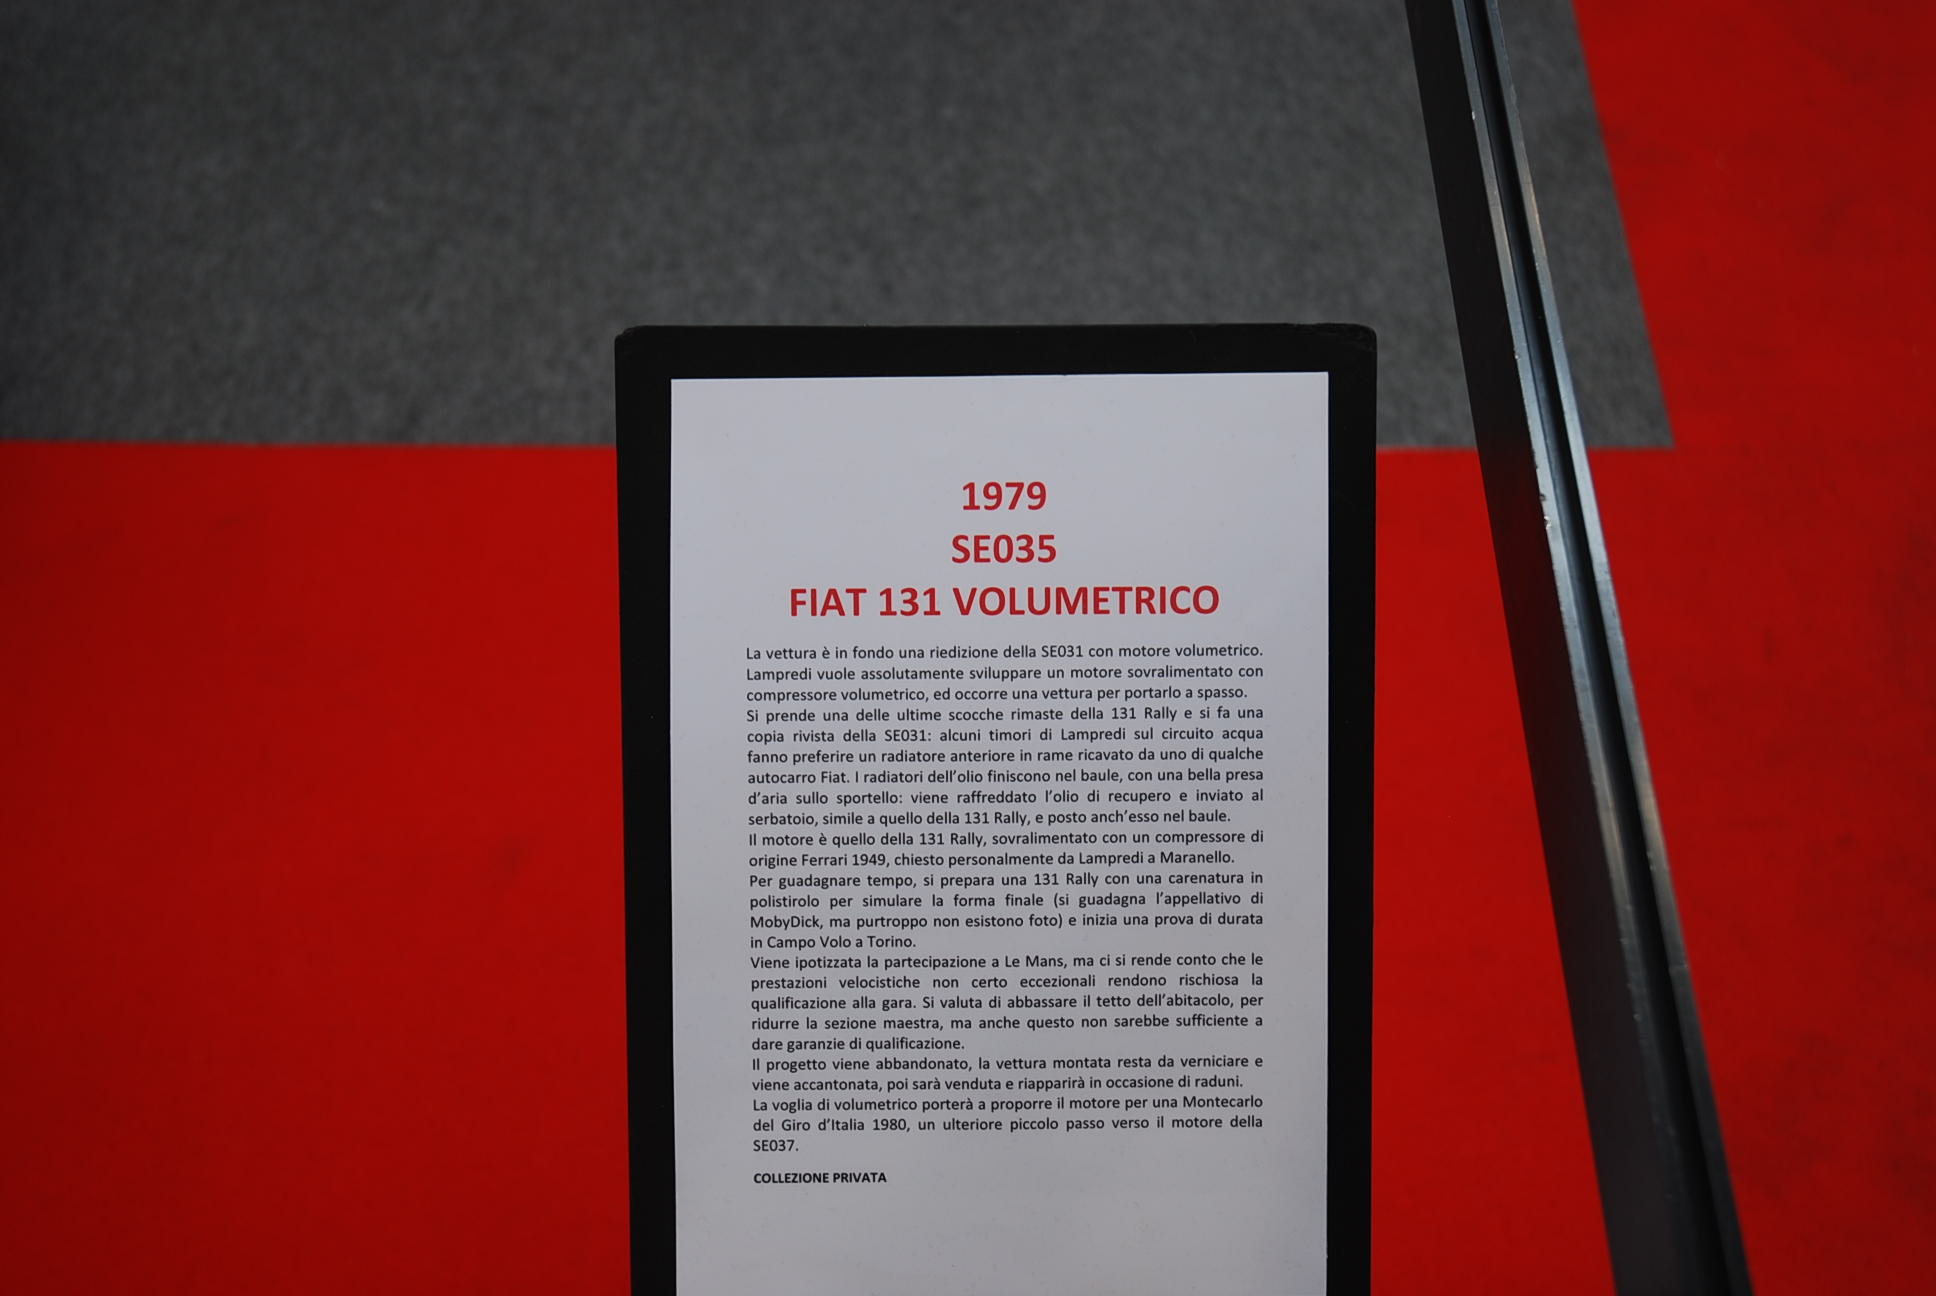 1979
SE035
FIAT 131 VOLUMETRICO
La vettura è in fondo una riedizione della SE031 con motore volumetrico.
Lampredi vuole assolutamente sviluppare un motore sovralimentato con
compressore volumetrico, ed occorre una vettura per portarlo a spasso.
Si prende una delle ultime scocche rimaste della 131 Rally e si fa una
copia rivista della SE031: alcuni timori di Lampredi sul circuito acqua
fanno preferire un radiatore anteriore in rame ricavato da uno di qualche
autocarro Fiat. I radiatori dell’olio finiscono nel baule, con una bella presa
d’aria sullo sportello: viene raffreddato l’olio di recupero e inviato al
serbatoio, simile a quello della 131 Rally, e posto anch’esso nel baule.
Il motore è quello della 131 Rally, sovralimentato con un compressore di
origine Ferrari 1949, chiesto personalmente da Lampredi a Maranello.
Per guadagnare tempo, si prepara una 131 Rally con una carenatura in
polistirolo per simulare la forma finale (si guadagna l’appellativo di
MobyDick, ma purtroppo non esistono foto) e inizia una prova di durata
in Campo Volo a Torino.
Viene ipotizzata la partecipazione a Le Mans, ma ci si rende conto che le
prestazioni velocistiche non certo eccezionali rendono rischiosa la
qualificazione alla gara. Si valuta di abbassare il tetto dell’abitacolo, per
ridurre la sezione maestra, ma anche questo non sarebbe sufficiente a
dare garanzie di qualificazione.
Il progetto viene abbandonato, la vettura montata resta da verniciare e
viene accantonata, poi sarà venduta e riapparirà in occasione di raduni.
La voglia di volumetrico porterà a proporre il motore per una Montecarlo
del Giro d’Italia 1980, un ulteriore piccolo passo verso il motore della
SE037.
COLLEZIONE PRIVATA